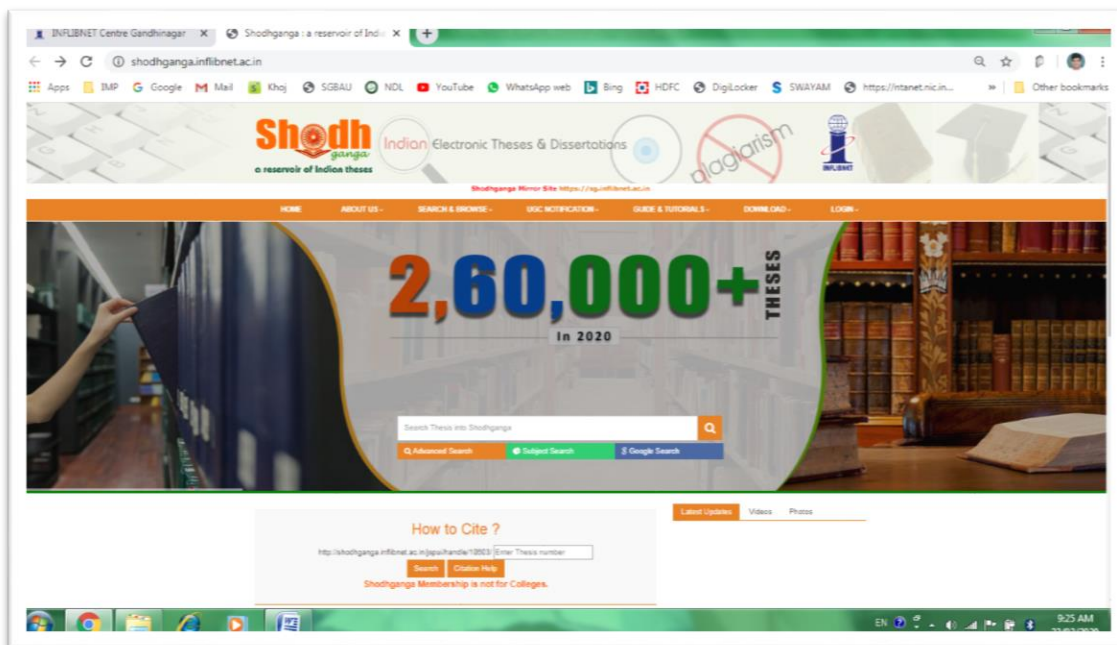 INFLIBNET Centre Gandhinagar X Shodhganga : a reservoir of India X +
shodhganga.inflibnet.ac.in
Apps IMP Google Mail Khoj SGBAU NDL YouTube WhatsApp web Bing HDFC DigiLocker SWAYAM https://ntanet.nic.in... » Other bookmarks
Shodh
ganga
a reservoir of Indian theses
Indian Electronic Theses & Dissertations
plagiarism
INFLIBNET
Shodhganga Mirror Site https://sg.inflibnet.ac.in
HOME ABOUT US SEARCH & BROWSE UGC NOTIFICATION GUIDE & TUTORIALS DOWNLOAD LOGIN
2,60,000+ THESES
In 2020
Search Thesis into Shodhganga
Advanced Search Subject Search Google Search
How to Cite ?
http://shodhganga.inflibnet.ac.in/jspui/handle/10603/ Enter Thesis number
Search Citation Help
Shodhganga Membership is not for Colleges.
Latest Updates Videos Photos
EN 9:25 AM